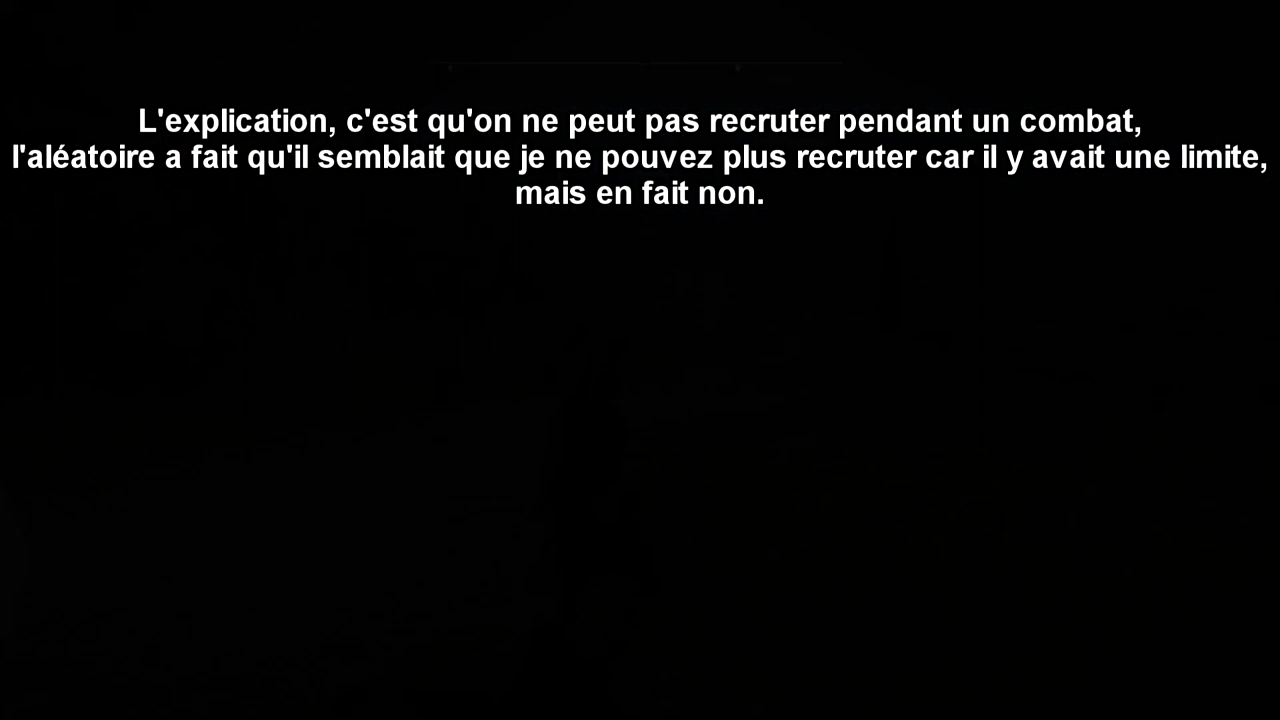 L'explication, c'est qu'on ne peut pas recruter pendant un combat,
l'aléatoire a fait qu'il semblait que je ne pouvez plus recruter car il y avait une limite,
mais en fait non.